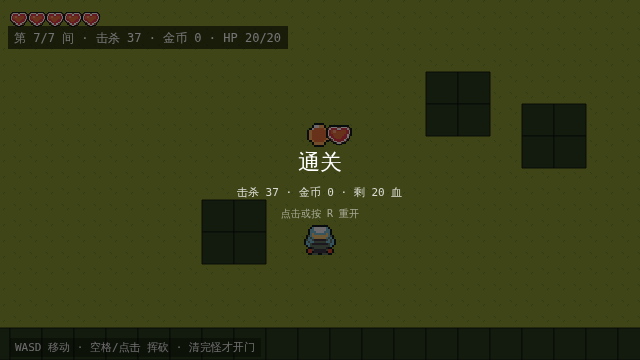 第 7/7 间 · 击杀 37 · 金币 0 · HP 20/20
通关
击杀 37 · 金币 0 · 剩 20 血
点击或按 R 重开
WASD 移动 · 空格/点击 挥砍 · 清完怪才开门